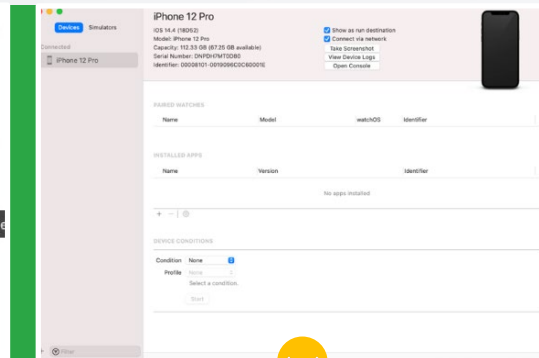 Devices Simulators
Connected
iPhone 12 Pro
iPhone 12 Pro
iOS 14.4 (18D52)
Model: iPhone 12 Pro
Capacity: 112.33 GB (87.25 GB available)
Serial Number:
Identifier:
Show as run destination
Connect via network
Take Screenshot
View Device Logs
Open Console
PAIRED WATCHES
Name Model watchOS Identifier
INSTALLED APPS
Name Version Identifier
No apps installed
DEVICE CONDITIONS
Condition None
Profile None
Select a condition.
Start
Filter